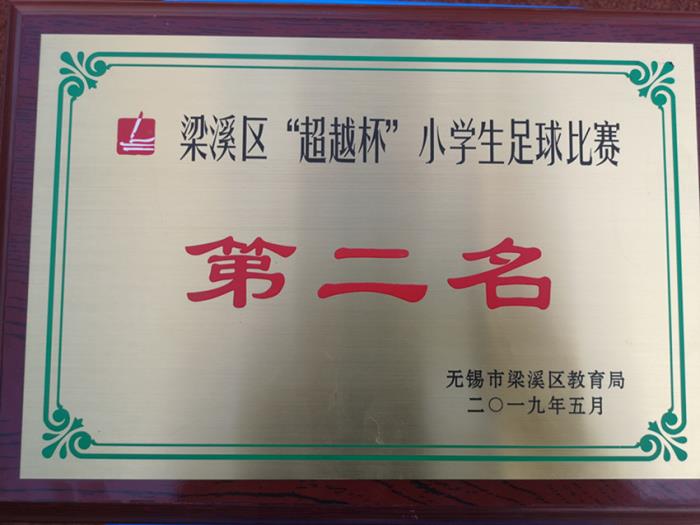 梁溪区“超越杯”小学生足球比赛
第二名
无锡市梁溪区教育局
二〇一九年五月